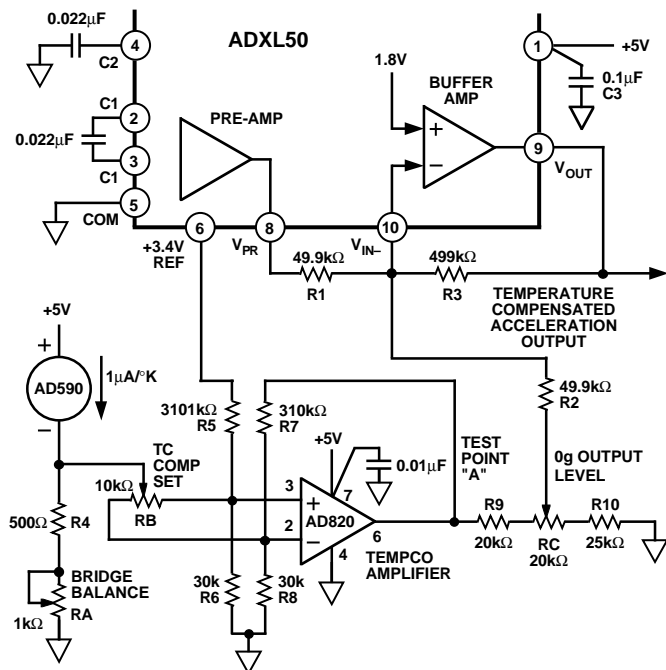 0.022µF
4
C2
ADXL50
1
+5V
0.1µF
C3
1.8V
BUFFER
AMP
PRE-AMP
C1
2
0.022µF
3
C1
5
COM
9
VOUT
6
8
10
+3.4V
REF
VPR
VIN–
49.9kΩ
R1
499kΩ
R3
TEMPERATURE
COMPENSATED
ACCELERATION
OUTPUT
+5V
AD590
1µA/°K
3101kΩ
R5
310kΩ
R7
49.9kΩ
R2
+5V
0.01µF
TEST
POINT
"A"
0g OUTPUT
LEVEL
TC
COMP
SET
10kΩ
RB
3
2
7
AD820
6
4
TEMPCO
AMPLIFIER
R9
20kΩ
RC
20kΩ
R10
25kΩ
500Ω
R4
BRIDGE
BALANCE
RA
1kΩ
30k
R6
30k
R8